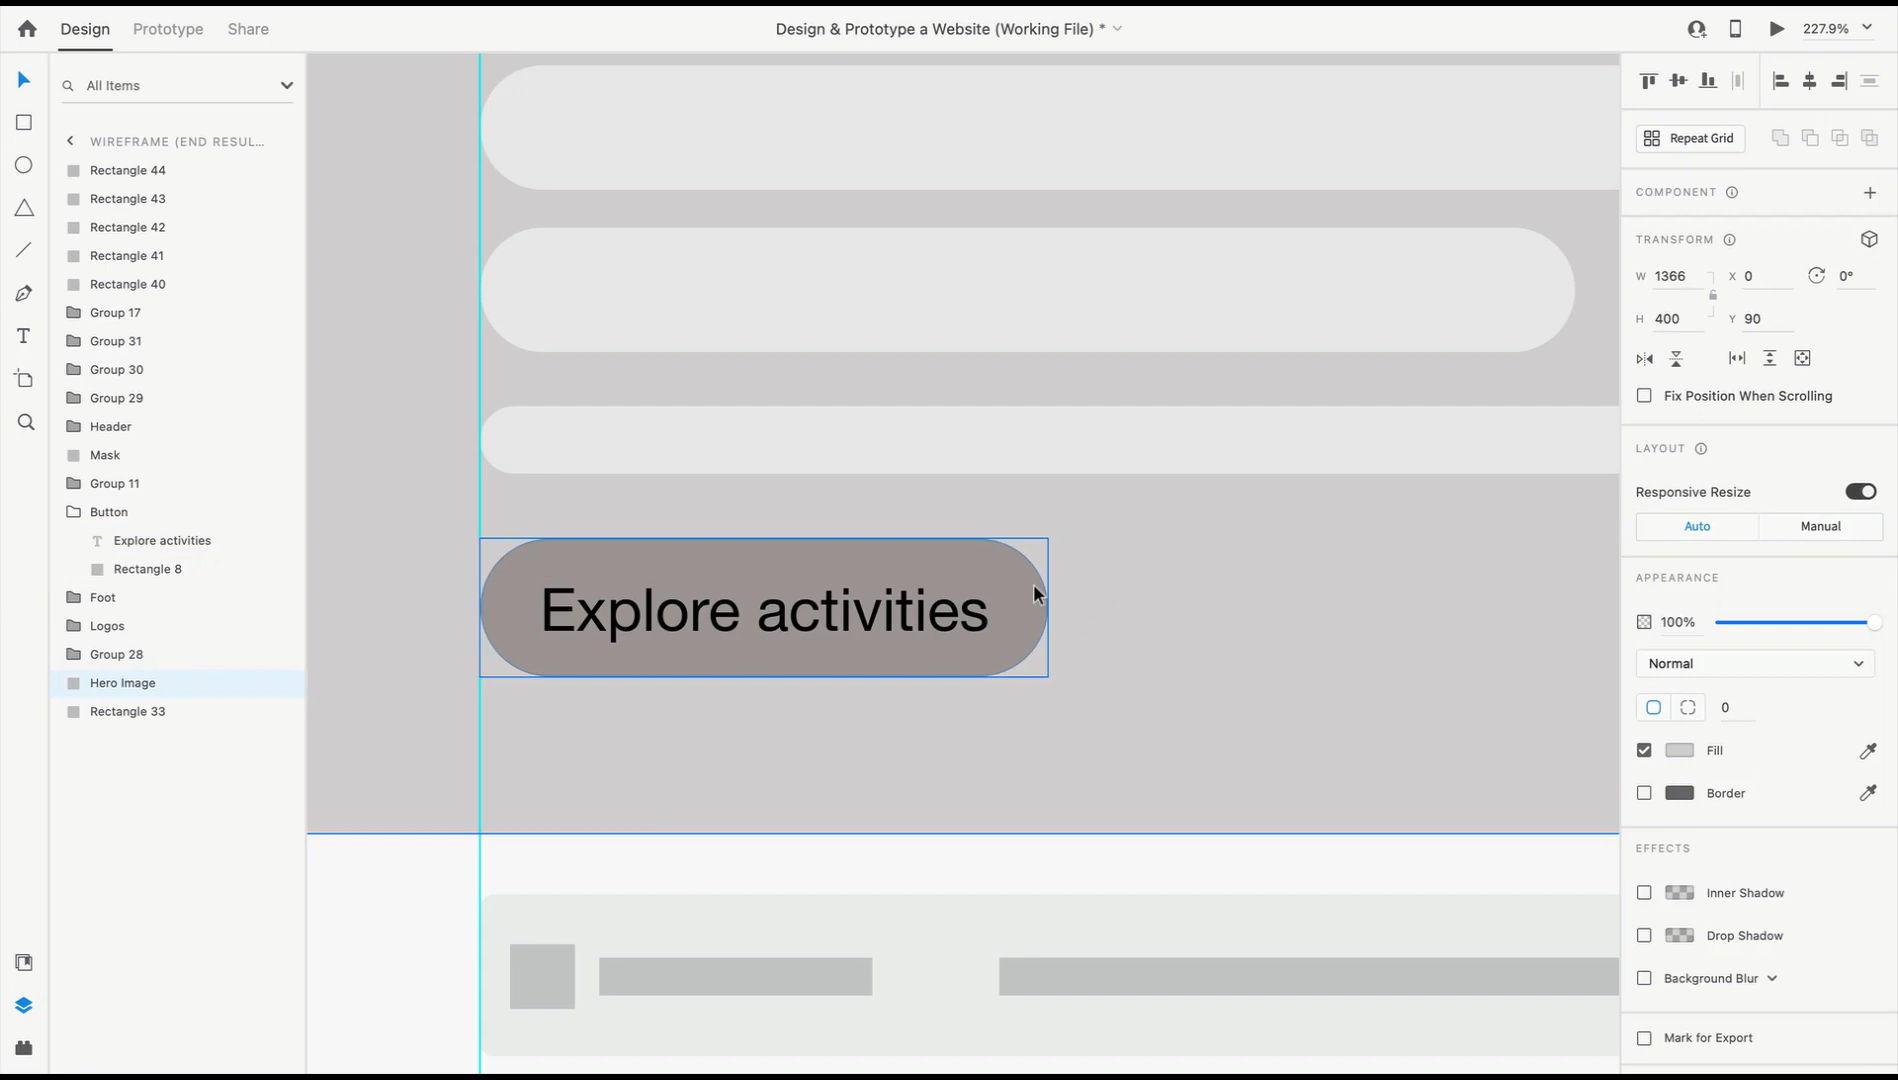 Design Prototype Share Design & Prototype a Website (Working File) * 227.9%
All Items
WIREFRAME (END RESUL...
Rectangle 44
Rectangle 43
Rectangle 42
Rectangle 41
Rectangle 40
Group 17
Group 31
Group 30
Group 29
Header
Mask
Group 11
Button
T Explore activities
Rectangle 8
Foot
Logos
Group 28
Hero Image
Rectangle 33
Explore activities
Repeat Grid
COMPONENT
TRANSFORM
W 1366 X 0 0°
H 400 Y 90
Fix Position When Scrolling
LAYOUT
Responsive Resize
Auto Manual
APPEARANCE
100%
Normal
0
Fill
Border
EFFECTS
Inner Shadow
Drop Shadow
Background Blur
Mark for Export